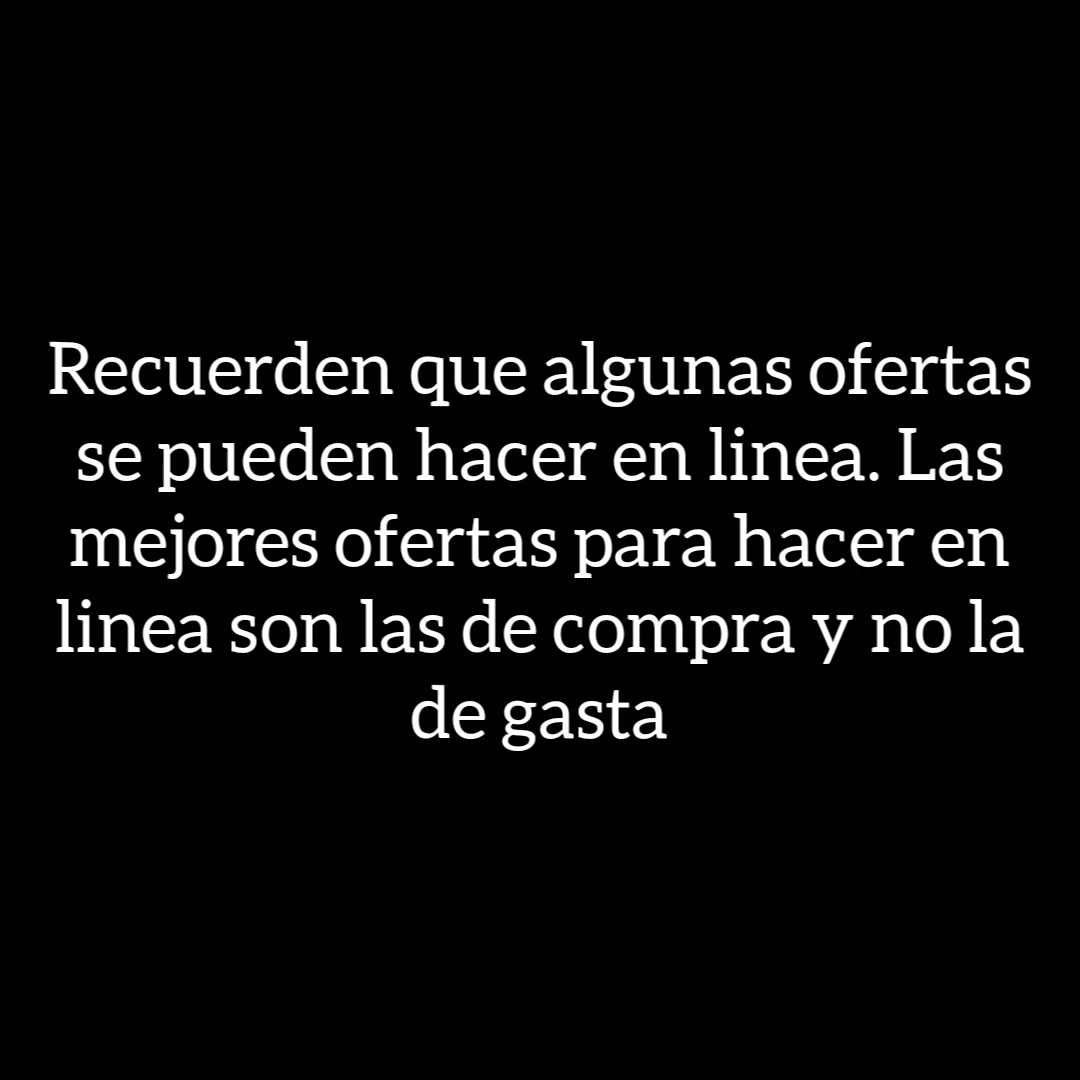 Recuerden que algunas ofertas
se pueden hacer en linea. Las
mejores ofertas para hacer en
linea son las de compra y no la
de gasta